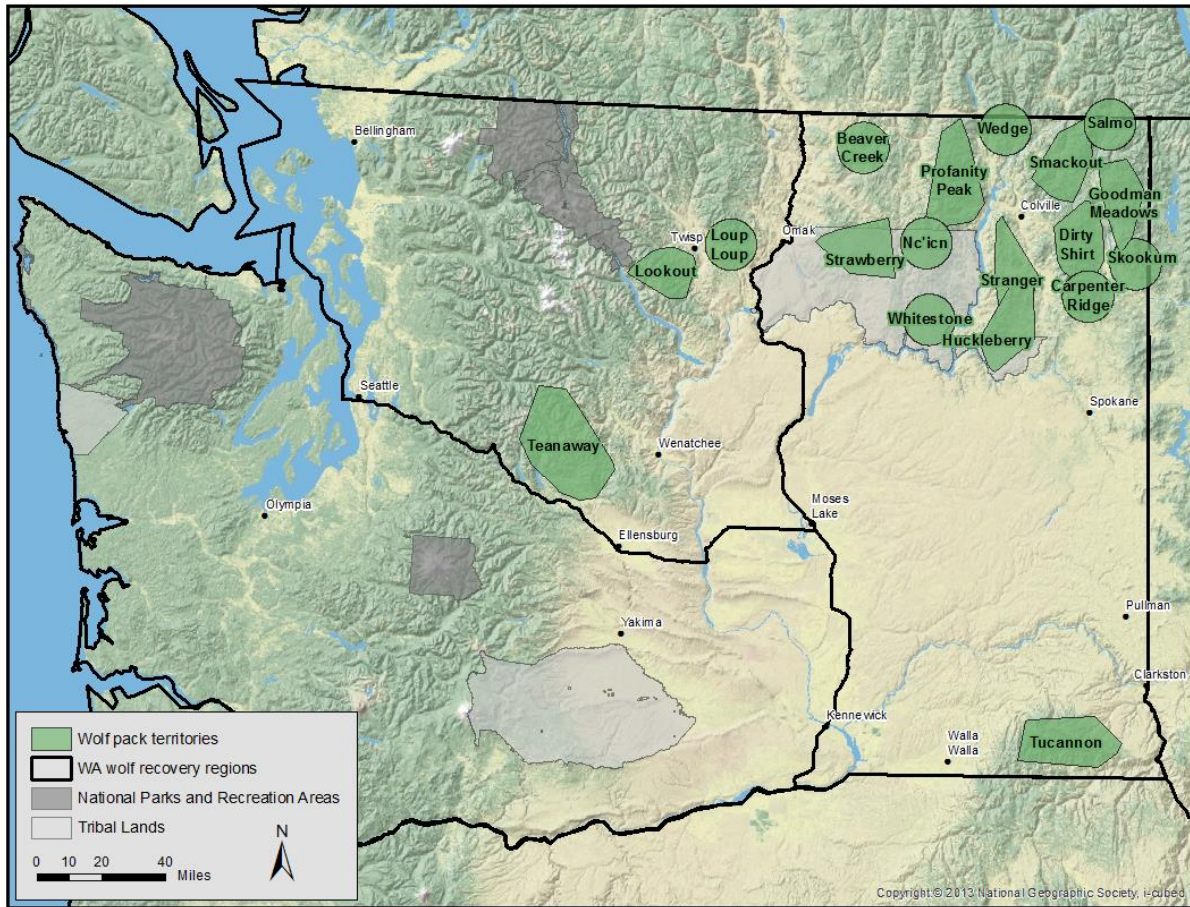 Bellingham
Beaver
Creek
Wedge
Salmo
Smackout
Profanity
Peak
Goodman
Meadows
Colville
Twisp
Loup
Loup
Omak
Nc'icn
Dirty
Shirt
Strawberry
Skookum
Lookout
Stranger
Carpenter
Ridge
Whitestone
Huckleberry
Seattle
Spokane
Teanaway
Wenatchee
Olympia
Moses
Lake
Ellensburg
Pullman
Yakima
Clarkston
Kennewick
Walla
Walla
Tucannon
Wolf pack territories
WA wolf recovery regions
National Parks and Recreation Areas
Tribal Lands
N
0 10 20 40
Miles
Copyright:© 2013 National Geographic Society, i-cubed